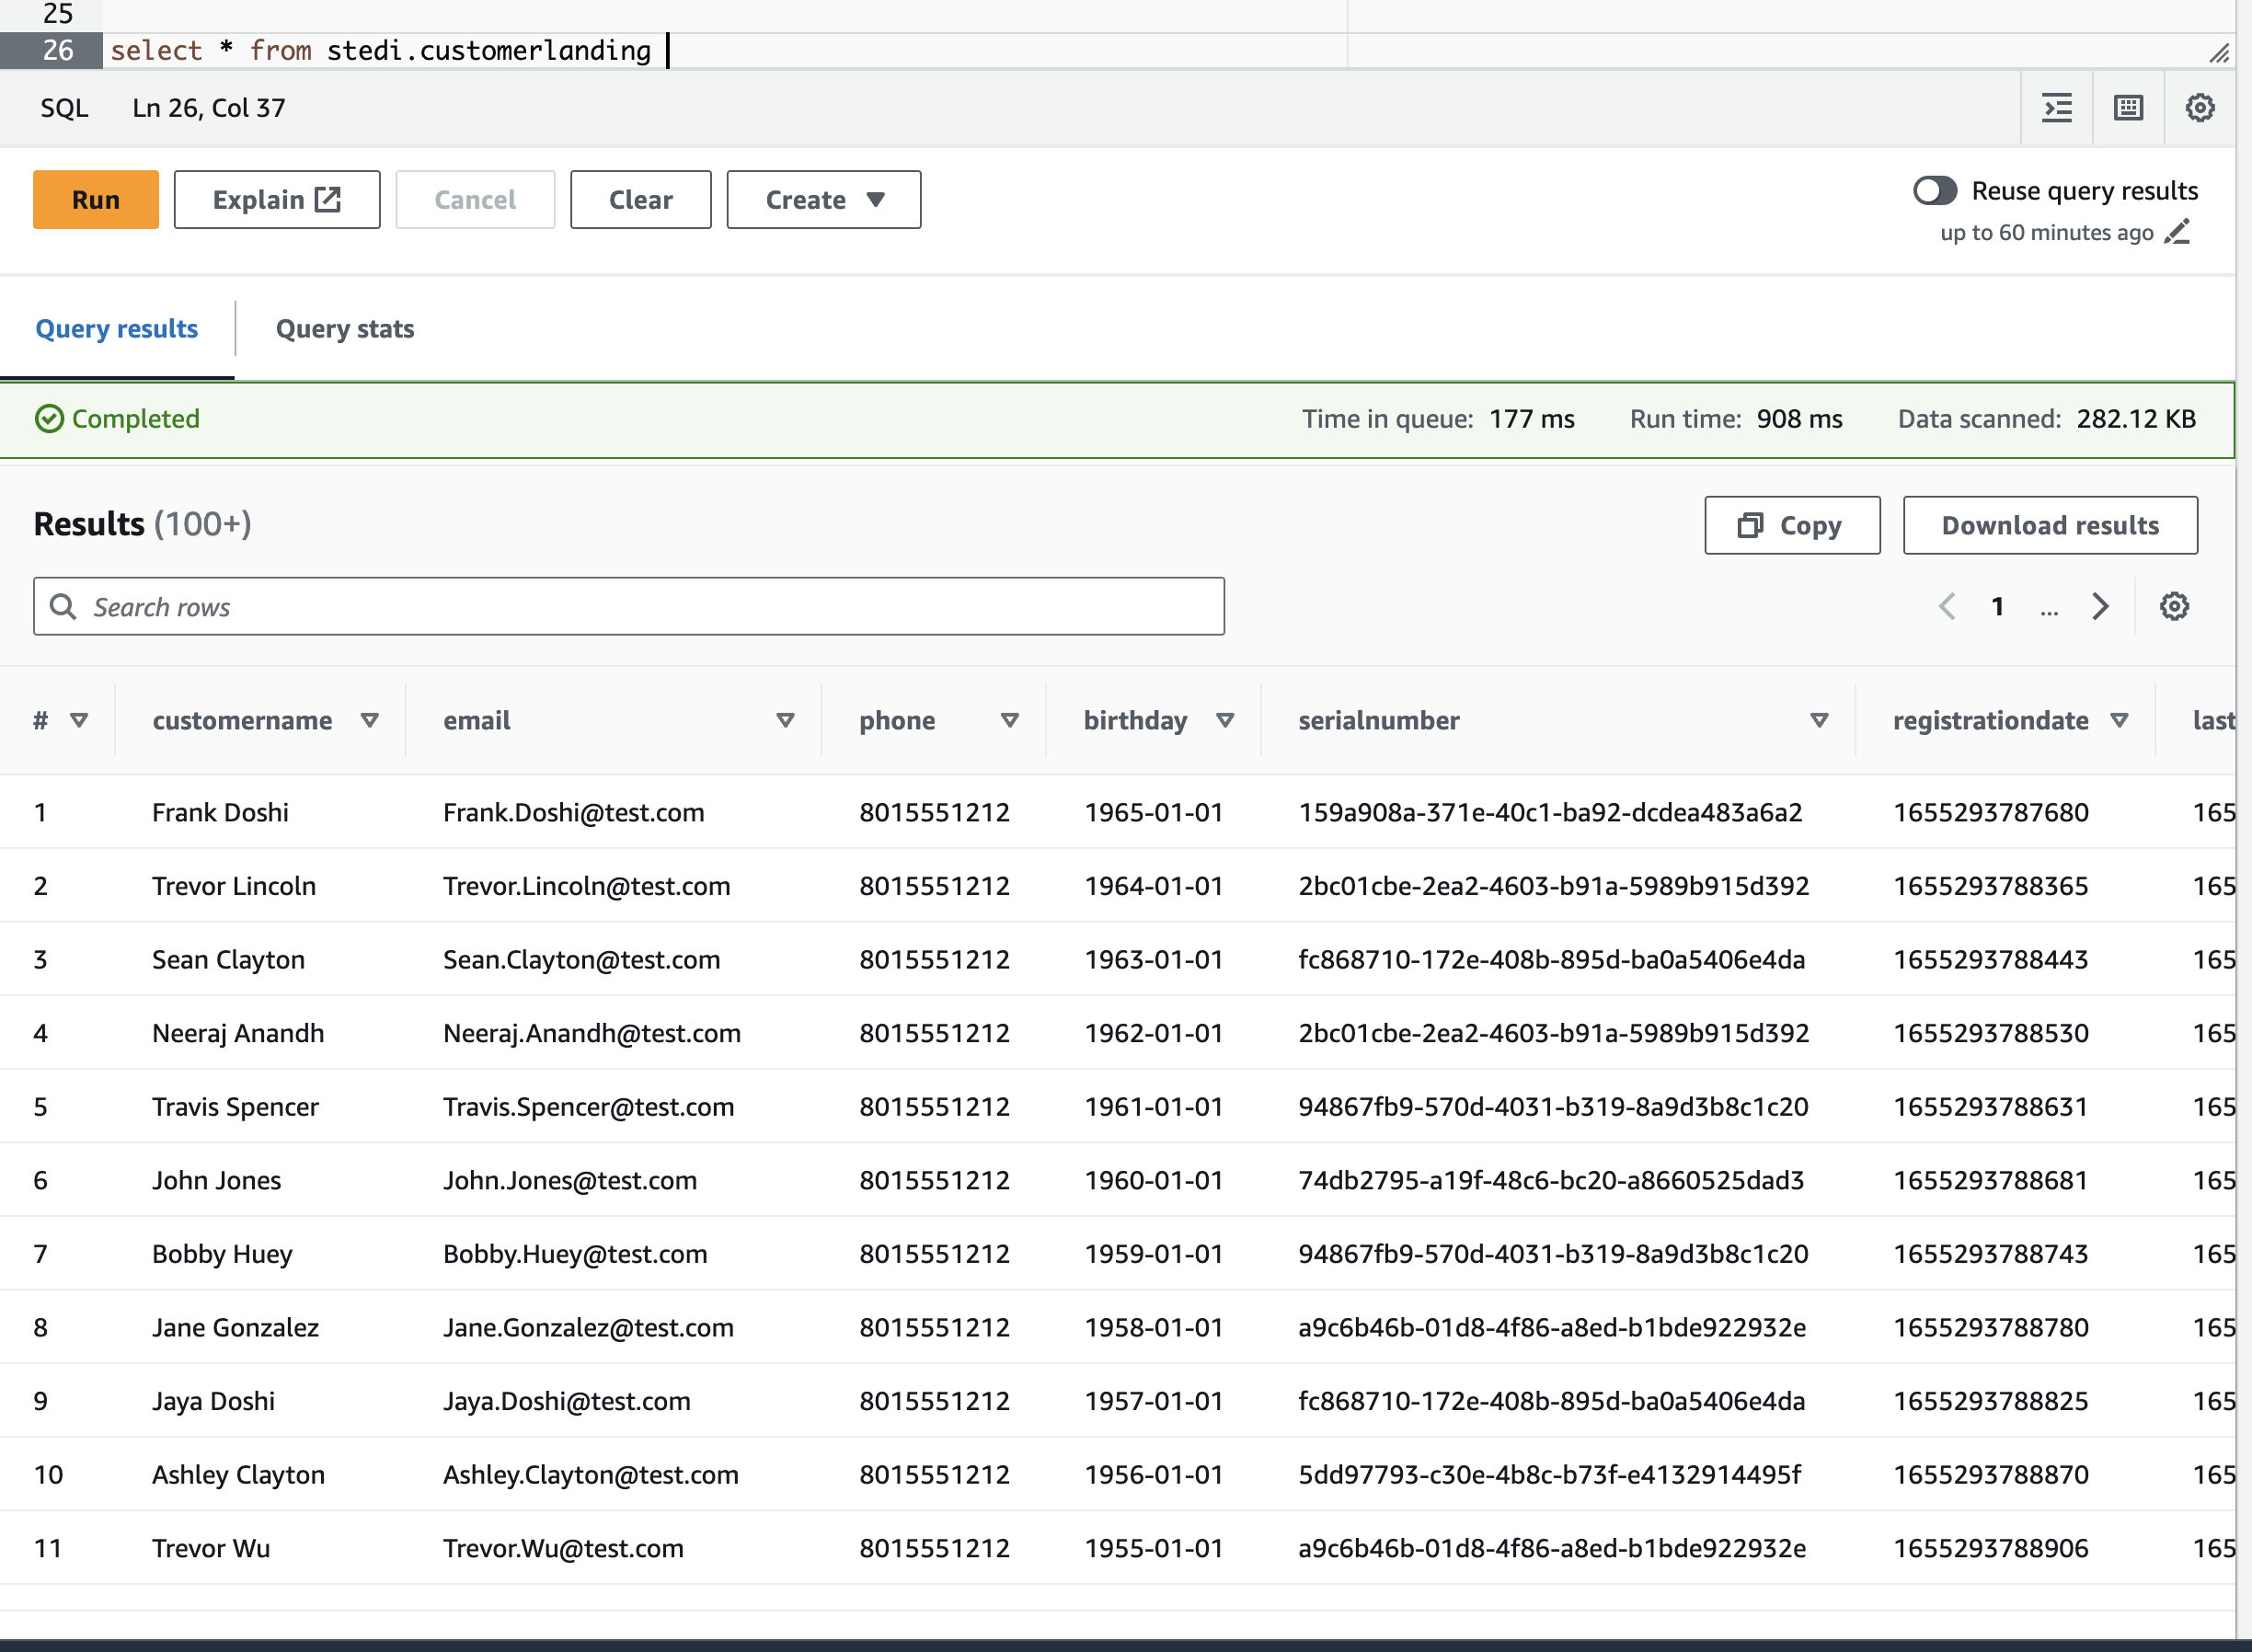 25
26 select * from stedi.customerlanding
SQL Ln 26, Col 37
Run Explain Cancel Clear Create Reuse query results
up to 60 minutes ago
Query results Query stats
Completed Time in queue: 177 ms Run time: 908 ms Data scanned: 282.12 KB
Results (100+) Copy Download results
Search rows 1 ...
# customername email phone birthday serialnumber registrationdate last
1 Frank Doshi Frank.Doshi@test.com 8015551212 1965-01-01 159a908a-371e-40c1-ba92-dcdea483a6a2 1655293787680 165
2 Trevor Lincoln Trevor.Lincoln@test.com 8015551212 1964-01-01 2bc01cbe-2ea2-4603-b91a-5989b915d392 1655293788365 165
3 Sean Clayton Sean.Clayton@test.com 8015551212 1963-01-01 fc868710-172e-408b-895d-ba0a5406e4da 1655293788443 165
4 Neeraj Anandh Neeraj.Anandh@test.com 8015551212 1962-01-01 2bc01cbe-2ea2-4603-b91a-5989b915d392 1655293788530 165
5 Travis Spencer Travis.Spencer@test.com 8015551212 1961-01-01 94867fb9-570d-4031-b319-8a9d3b8c1c20 1655293788631 165
6 John Jones John.Jones@test.com 8015551212 1960-01-01 74db2795-a19f-48c6-bc20-a8660525dad3 1655293788681 165
7 Bobby Huey Bobby.Huey@test.com 8015551212 1959-01-01 94867fb9-570d-4031-b319-8a9d3b8c1c20 1655293788743 165
8 Jane Gonzalez Jane.Gonzalez@test.com 8015551212 1958-01-01 a9c6b46b-01d8-4f86-a8ed-b1bde922932e 1655293788780 165
9 Jaya Doshi Jaya.Doshi@test.com 8015551212 1957-01-01 fc868710-172e-408b-895d-ba0a5406e4da 1655293788825 165
10 Ashley Clayton Ashley.Clayton@test.com 8015551212 1956-01-01 5dd97793-c30e-4b8c-b73f-e4132914495f 1655293788870 165
11 Trevor Wu Trevor.Wu@test.com 8015551212 1955-01-01 a9c6b46b-01d8-4f86-a8ed-b1bde922932e 1655293788906 165